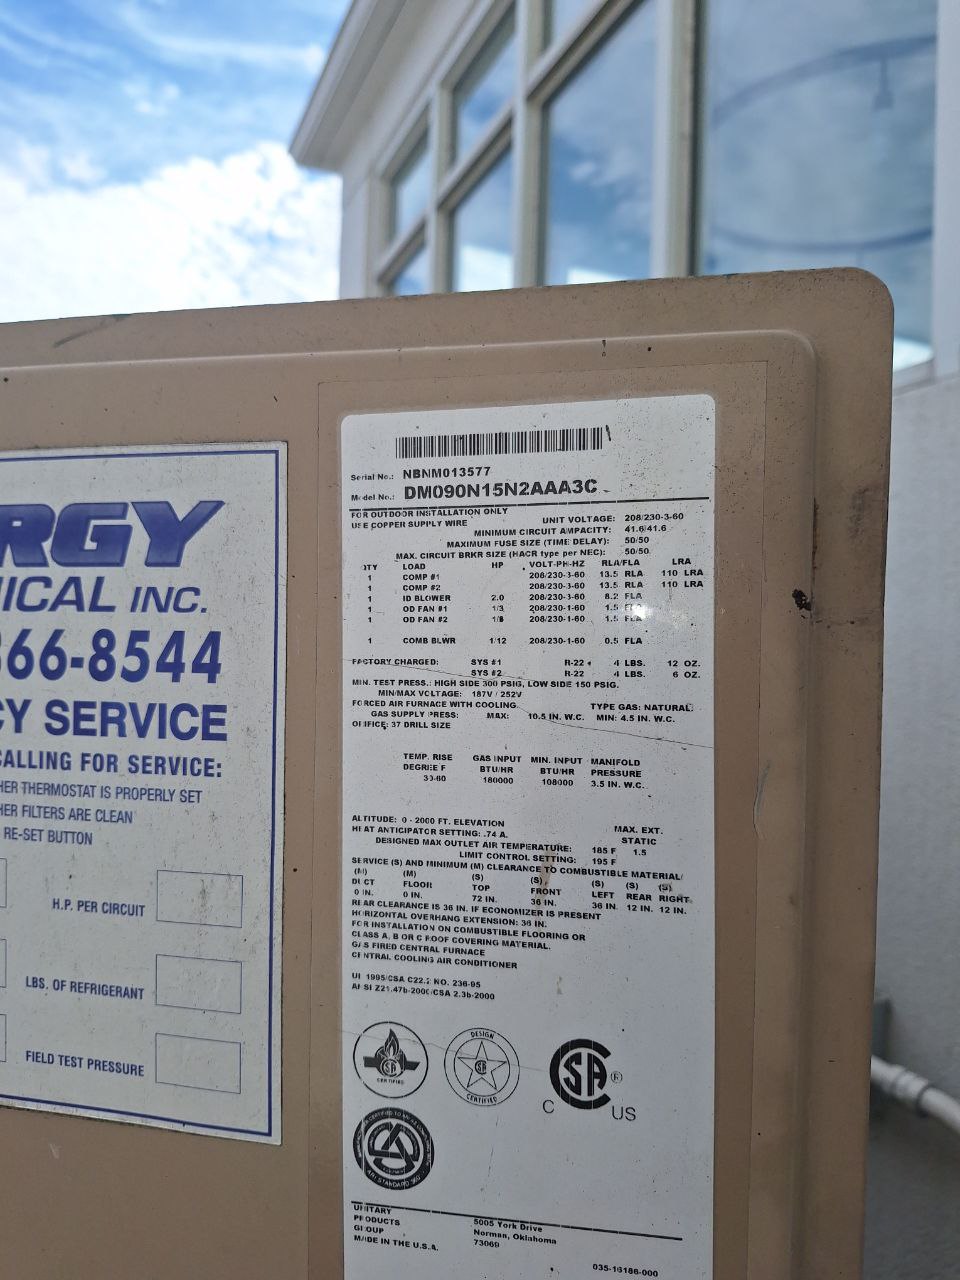 RGY
ICAL INC.
366-8544
CY SERVICE
CALLING FOR SERVICE:
HER THERMOSTAT IS PROPERLY SET
HER FILTERS ARE CLEAN
RE-SET BUTTON
H.P. PER CIRCUIT
LBS. OF REFRIGERANT
FIELD TEST PRESSURE
Serial No.: NBNM013577
Model No.: DM090N15N2AAA3C
FOR OUTDOOR INSTALLATION ONLY
USE COPPER SUPPLY WIRE
UNIT VOLTAGE: 208/230-3-60
MINIMUM CIRCUIT AMPACITY: 41.6/41.6
MAXIMUM FUSE SIZE (TIME DELAY): 50/50
MAX. CIRCUIT BRKR SIZE (HACR type per NEC): 50/50
QTY LOAD HP VOLT-PH-HZ RLA/FLA LRA
1 COMP #1 208/230-3-60 13.5 RLA 110 LRA
1 COMP #2 208/230-3-60 13.5 RLA 110 LRA
1 ID BLOWER 2.0 208/230-3-60 8.2 FLA
1 OD FAN #1 1/3 208/230-1-60 1.5 FLA
1 OD FAN #2 208/230-1-60 1.5 FLA
1 COMB BLWR 1/12 208/230-1-60 0.5 FLA
FACTORY CHARGED: SYS #1 R-22 4 LBS. 12 OZ.
SYS #2 R-22 4 LBS. 6 OZ.
MIN. TEST PRESS.: HIGH SIDE 300 PSIG, LOW SIDE 150 PSIG.
MIN/MAX VOLTAGE: 187V / 252V
FORCED AIR FURNACE WITH COOLING TYPE GAS: NATURAL
GAS SUPPLY PRESS: MAX: 10.5 IN. W.C. MIN: 4.5 IN. W.C.
ORIFICE: 37 DRILL SIZE
TEMP. RISE GAS INPUT MIN. INPUT MANIFOLD
DEGREE F BTU/HR BTU/HR PRESSURE
30-60 180000 108000 3.5 IN. W.C.
ALTITUDE: 0 - 2000 FT. ELEVATION
HEAT ANTICIPATOR SETTING: .74 A. MAX. EXT.
DESIGNED MAX OUTLET AIR TEMPERATURE: 185 F STATIC
LIMIT CONTROL SETTING: 195 F 1.5
SERVICE (S) AND MINIMUM (M) CLEARANCE TO COMBUSTIBLE MATERIAL
(M) (M) (S) (S) (S) (S) (S)
DUCT FLOOR TOP FRONT LEFT REAR RIGHT
0 IN. 0 IN. 72 IN. 36 IN. 36 IN. 12 IN. 12 IN.
REAR CLEARANCE IS 36 IN. IF ECONOMIZER IS PRESENT
HORIZONTAL OVERHANG EXTENSION: 36 IN.
FOR INSTALLATION ON COMBUSTIBLE FLOORING OR
CLASS A, B OR C ROOF COVERING MATERIAL.
GAS FIRED CENTRAL FURNACE
CENTRAL COOLING AIR CONDITIONER
UL 1995/CSA C22.2 NO. 236-95
ANSI Z21.47b-2000/CSA 2.3b-2000
SA
CERTIFIED
DESIGN
SA
CERTIFIED
SA
®
C US
UNITARY
PRODUCTS
GROUP
MADE IN THE U.S.A.
5005 York Drive
Norman, Oklahoma
73069
035-16186-000